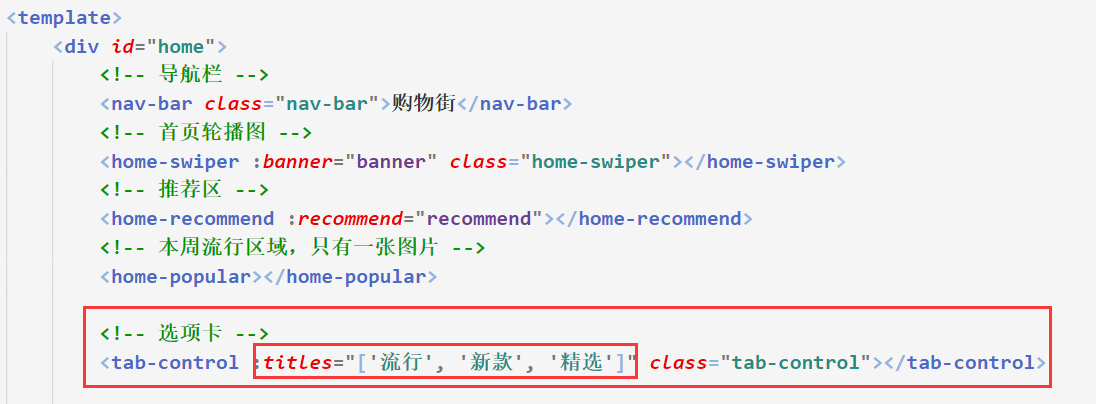 <template>
<div id="home">
<!-- 导航栏 -->
<nav-bar class="nav-bar">购物街</nav-bar>
<!-- 首页轮播图 -->
<home-swiper :banner="banner" class="home-swiper"></home-swiper>
<!-- 推荐区 -->
<home-recommend :recommend="recommend"></home-recommend>
<!-- 本周流行区域，只有一张图片 -->
<home-popular></home-popular>
<!-- 选项卡 -->
<tab-control :titles="['流行', '新款', '精选']" class="tab-control"></tab-control>